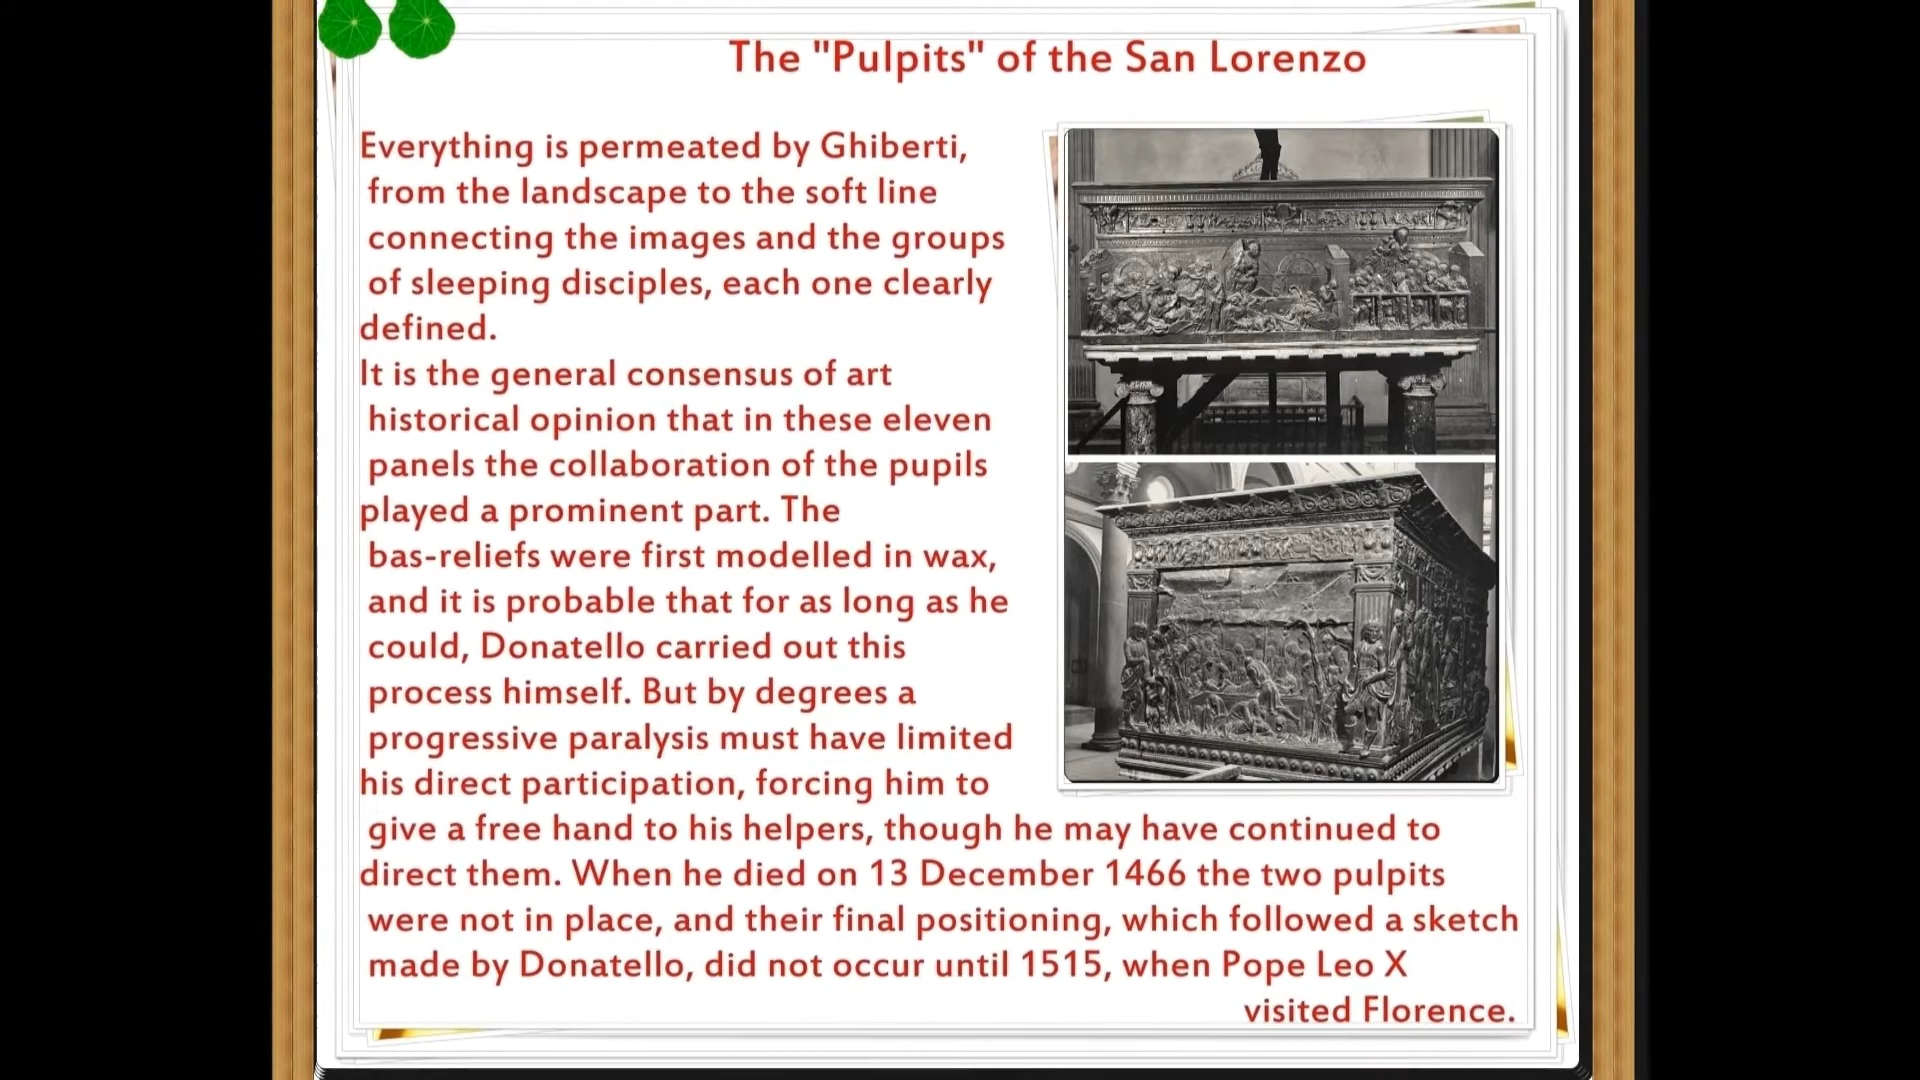 The "Pulpits" of the San Lorenzo
Everything is permeated by Ghiberti,
from the landscape to the soft line
connecting the images and the groups
of sleeping disciples, each one clearly
defined.
It is the general consensus of art
historical opinion that in these eleven
panels the collaboration of the pupils
played a prominent part. The
bas-reliefs were first modelled in wax,
and it is probable that for as long as he
could, Donatello carried out this
process himself. But by degrees a
progressive paralysis must have limited
his direct participation, forcing him to
give a free hand to his helpers, though he may have continued to
direct them. When he died on 13 December 1466 the two pulpits
were not in place, and their final positioning, which followed a sketch
made by Donatello, did not occur until 1515, when Pope Leo X
visited Florence.